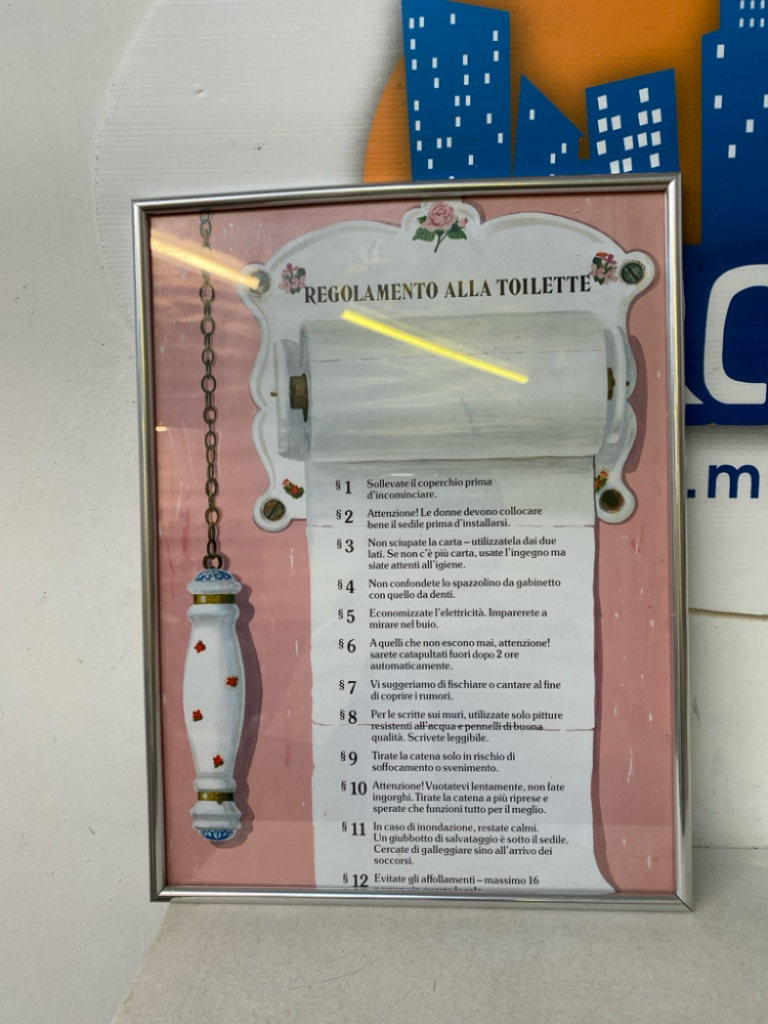 REGOLAMENTO ALLA TOILETTE
§ 1 Sollevate il coperchio prima
d'incominciare.
§ 2 Attenzione! Le donne devono collocare
bene il sedile prima d'installarsi.
§ 3 Non sciupate la carta – utilizzatela dai due
lati. Se non c'è più carta, usate l'ingegno ma
siate attenti all'igiene.
§ 4 Non confondete lo spazzolino da gabinetto
con quello da denti.
§ 5 Economizzate l'elettricità. Imparerete a
mirare nel buio.
§ 6 A quelli che non escono mai, attenzione!
sarete catapultati fuori dopo 2 ore
automaticamente.
§ 7 Vi suggeriamo di fischiare o cantare al fine
di coprire i rumori.
§ 8 Per le scritte sui muri, utilizzate solo pitture
resistenti all'acqua e pennelli di buona
qualità. Scrivete leggibile.
§ 9 Tirate la catena solo in rischio di
soffocamento o svenimento.
§ 10 Attenzione! Vuotatevi lentamente, non fate
ingorghi. Tirate la catena a più riprese e
sperate che funzioni tutto per il meglio.
§ 11 In caso di inondazione, restate calmi.
Un giubbotto di salvataggio è sotto il sedile.
Cercate di galleggiare sino all'arrivo dei
soccorsi.
§ 12 Evitate gli affollamenti – massimo 16
.m